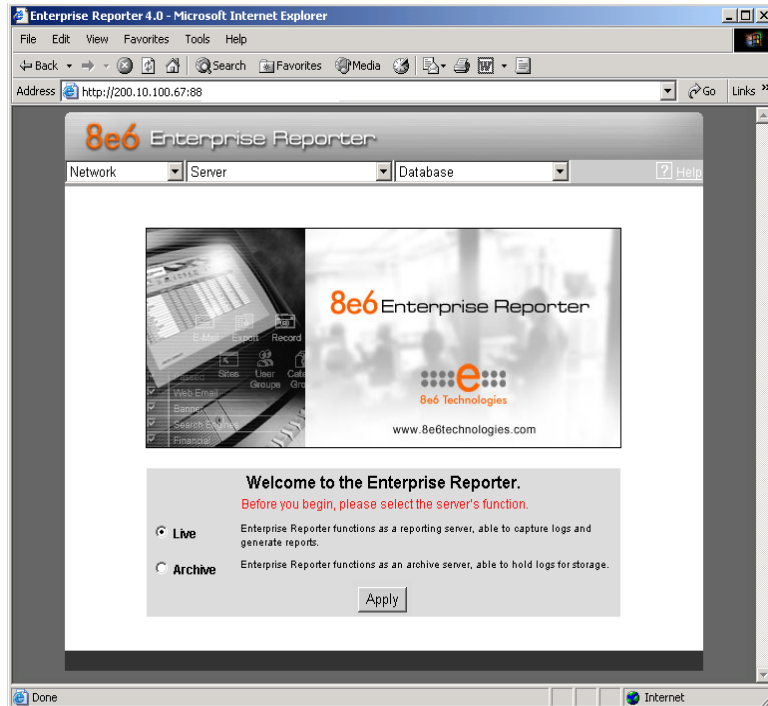 Enterprise Reporter 4.0 - Microsoft Internet Explorer
File Edit View Favorites Tools Help
Back Search Favorites Media
Address http://200.10.100.67:88 Go Links »
8e6 Enterprise Reporter
Network Server Database ? Help
E-Mail Export Record
Sites User Groups
Web Email
Banner
Search Engines
Financial
8e6 Enterprise Reporter
8e6 Technologies
www.8e6technologies.com
Welcome to the Enterprise Reporter.
Before you begin, please select the server's function.
Live Enterprise Reporter functions as a reporting server, able to capture logs and
generate reports.
Archive Enterprise Reporter functions as an archive server, able to hold logs for storage.
Apply
Done Internet